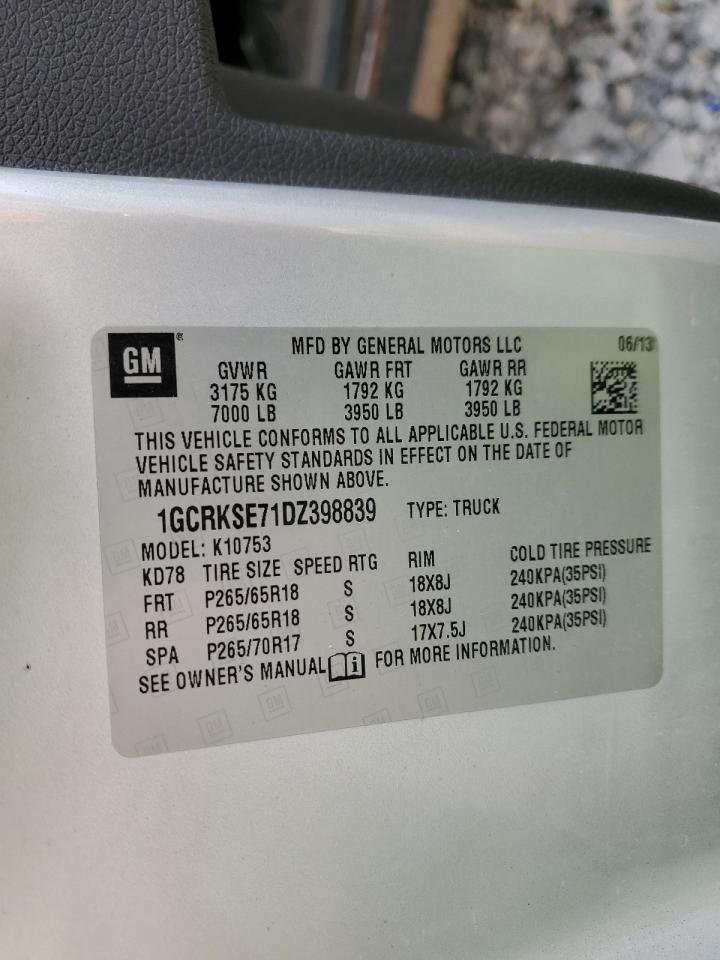 GM
MFD BY GENERAL MOTORS LLC 06/13
GVWR GAWR FRT GAWR RR
3175 KG 1792 KG 1792 KG
7000 LB 3950 LB 3950 LB
THIS VEHICLE CONFORMS TO ALL APPLICABLE U.S. FEDERAL MOTOR
VEHICLE SAFETY STANDARDS IN EFFECT ON THE DATE OF
MANUFACTURE SHOWN ABOVE.
1GCRKSE71DZ398839 TYPE: TRUCK
MODEL: K10753
KD78 TIRE SIZE SPEED RTG RIM COLD TIRE PRESSURE
FRT P265/65R18 S 18X8J 240KPA(35PSI)
RR P265/65R18 S 18X8J 240KPA(35PSI)
SPA P265/70R17 S 17X7.5J 240KPA(35PSI)
SEE OWNER'S MANUAL FOR MORE INFORMATION.